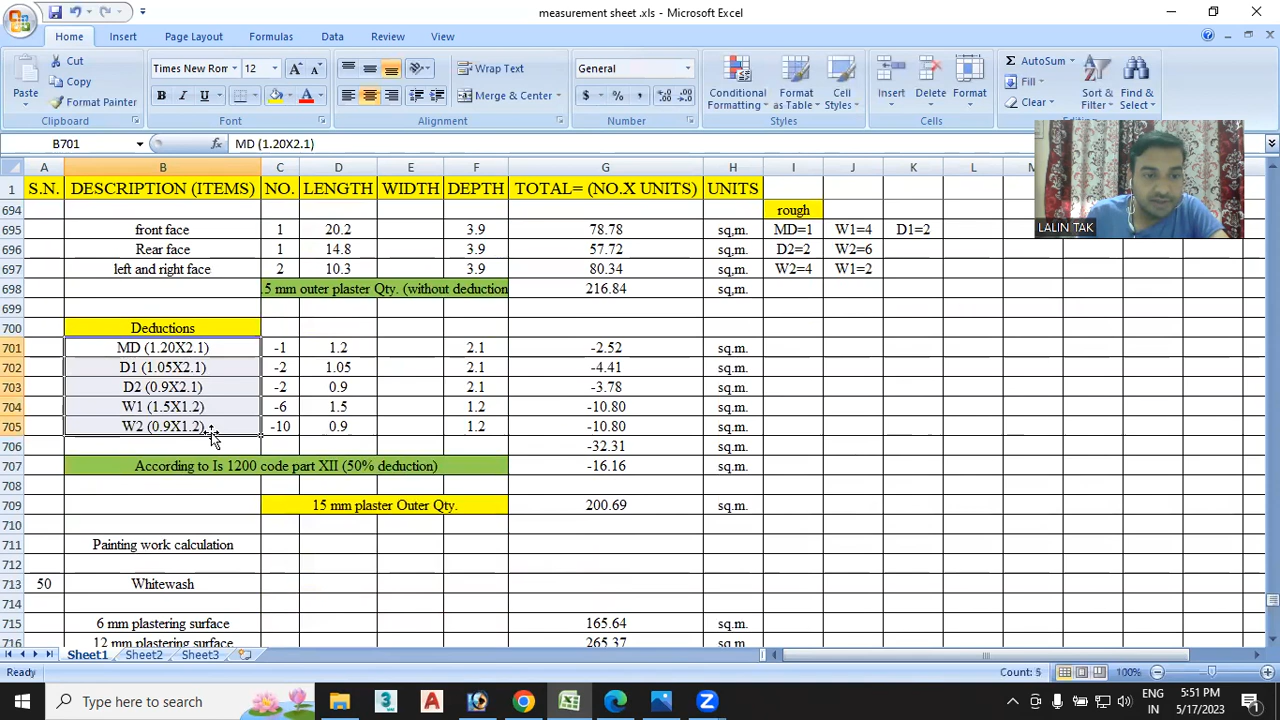 measurement sheet .xls - Microsoft Excel
Home Insert Page Layout Formulas Data Review View
Paste Cut Copy Format Painter Clipboard
Times New Rom 12 B I U Font
Wrap Text Merge & Center Alignment
General $ % , Number
Conditional Formatting Format as Table Cell Styles Styles
Insert Delete Format Cells
AutoSum Fill Clear Sort & Filter Find & Select
B701 MD (1.20X2.1)
A B C D E F G H I J K L
1 S.N. DESCRIPTION (ITEMS) NO. LENGTH WIDTH DEPTH TOTAL= (NO.X UNITS) UNITS
694 rough
695 front face 1 20.2 3.9 78.78 sq,m. MD=1 W1=4 D1=2
696 Rear face 1 14.8 3.9 57.72 sq,m. D2=2 W2=6
697 left and right face 2 10.3 3.9 80.34 sq,m. W2=4 W1=2
698 .5 mm outer plaster Qty. (without deduction 216.84 sq,m.
699
700 Deductions
701 MD (1.20X2.1) -1 1.2 2.1 -2.52 sq.m.
702 D1 (1.05X2.1) -2 1.05 2.1 -4.41 sq.m.
703 D2 (0.9X2.1) -2 0.9 2.1 -3.78 sq.m.
704 W1 (1.5X1.2) -6 1.5 1.2 -10.80 sq.m.
705 W2 (0.9X1.2) -10 0.9 1.2 -10.80 sq.m.
706 -32.31 sq.m.
707 According to Is 1200 code part XII (50% deduction) -16.16 sq.m.
708
709 15 mm plaster Outer Qty. 200.69 sq.m.
710
711 Painting work calculation
712
713 50 Whitewash
714
715 6 mm plastering surface 165.64 sq.m.
716 12 mm plastering surface 265.37 sq.m.
LALIN TAK
Sheet1 Sheet2 Sheet3
Ready Count: 5 100%
Type here to search ENG IN 5:51 PM 5/17/2023